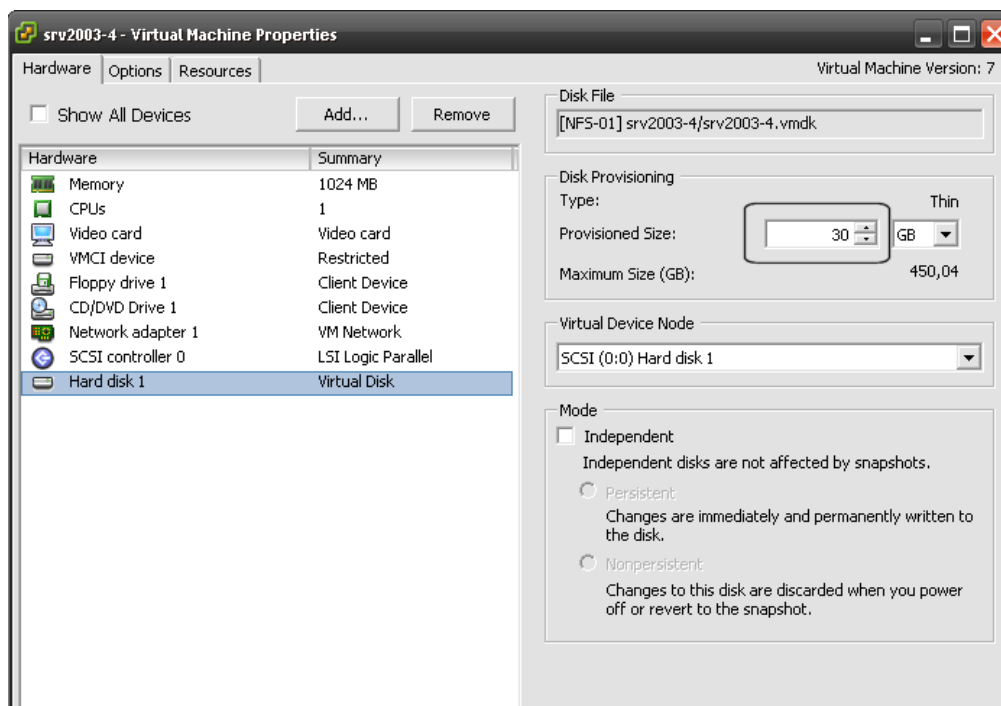 srv2003-4 - Virtual Machine Properties
Hardware Options Resources
Virtual Machine Version: 7
Show All Devices
Add...
Remove
Hardware Summary
Memory 1024 MB
CPUs 1
Video card Video card
VMCI device Restricted
Floppy drive 1 Client Device
CD/DVD Drive 1 Client Device
Network adapter 1 VM Network
SCSI controller 0 LSI Logic Parallel
Hard disk 1 Virtual Disk
Disk File
[NFS-01] srv2003-4/srv2003-4.vmdk
Disk Provisioning
Type: Thin
Provisioned Size: 30 GB
Maximum Size (GB): 450,04
Virtual Device Node
SCSI (0:0) Hard disk 1
Mode
Independent
Independent disks are not affected by snapshots.
Persistent
Changes are immediately and permanently written to
the disk.
Nonpersistent
Changes to this disk are discarded when you power
off or revert to the snapshot.